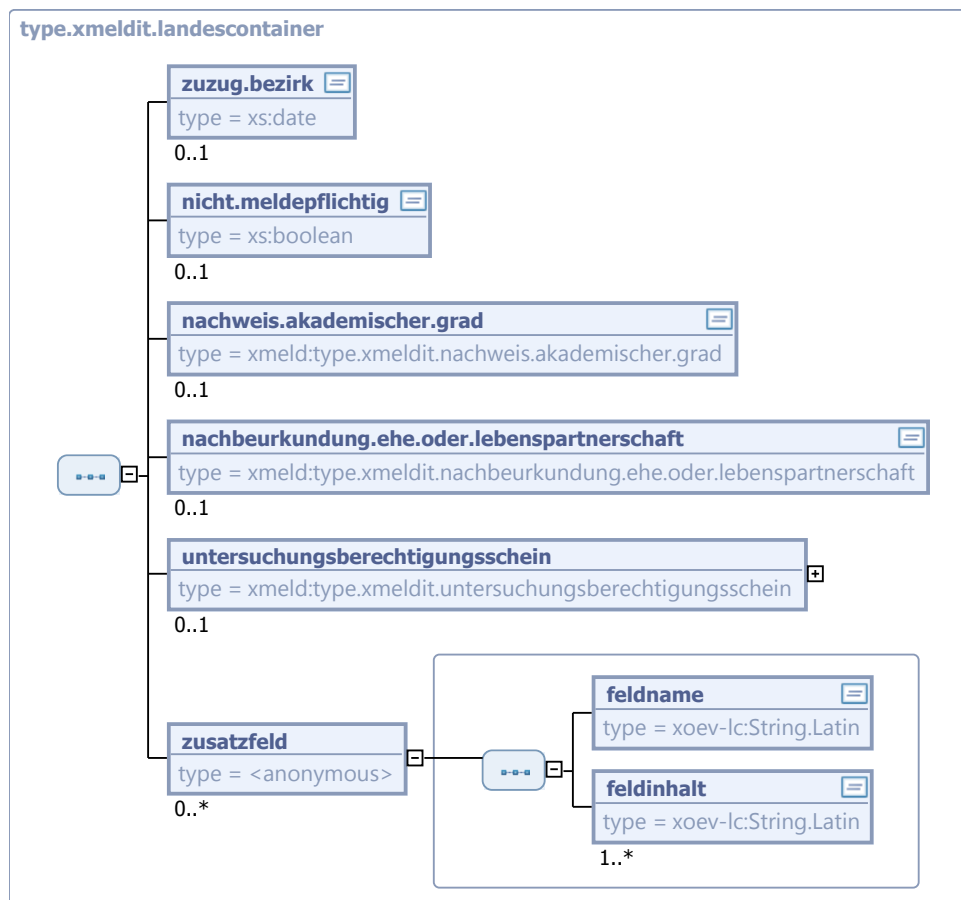 type.xmeldit.landescontainer
zuzug.bezirk
type = xs:date
0..1
nicht.meldepflichtig
type = xs:boolean
0..1
nachweis.akademischer.grad
type = xmeld:type.xmeldit.nachweis.akademischer.grad
0..1
nachbeurkundung.ehe.oder.lebenspartnerschaft
type = xmeld:type.xmeldit.nachbeurkundung.ehe.oder.lebenspartnerschaft
0..1
untersuchungsberechtigungsschein
type = xmeld:type.xmeldit.untersuchungsberechtigungsschein
0..1
zusatzfeld
type = <anonymous>
0..*
feldname
type = xoev-lc:String.Latin
feldinhalt
type = xoev-lc:String.Latin
1..*